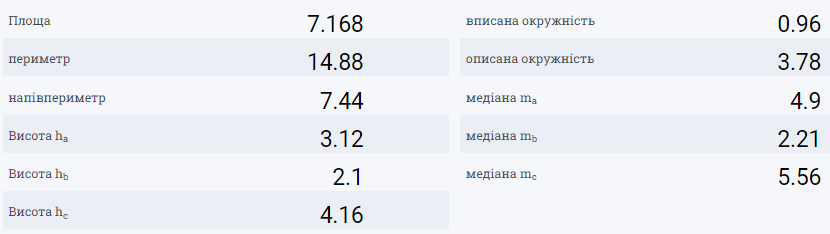 Площа 7.168
периметр 14.88
напівпериметр 7.44
Висота ha 3.12
Висота hb 2.1
Висота hc 4.16
вписана окружність 0.96
описана окружність 3.78
медіана ma 4.9
медіана mb 2.21
медіана mc 5.56